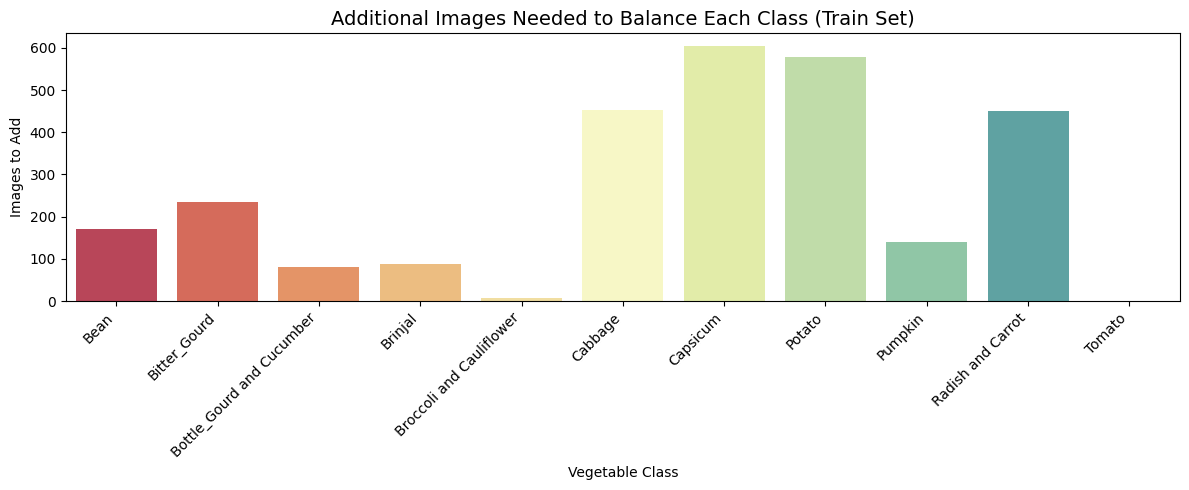 Additional Images Needed to Balance Each Class (Train Set)
Images to Add
600
500
400
300
200
100
0
Bean
Bitter_Gourd
Bottle_Gourd and Cucumber
Brinjal
Broccoli and Cauliflower
Cabbage
Capsicum
Potato
Pumpkin
Radish and Carrot
Tomato
Vegetable Class